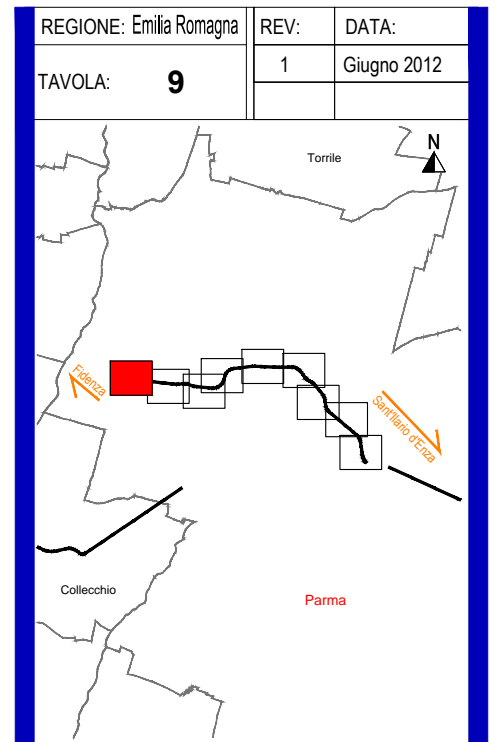 REGIONE: Emilia Romagna
REV:
DATA:
TAVOLA: 9
1
Giugno 2012
N
Torrile
Fidenza
Sant'Ilario d'Enza
Collecchio
Parma